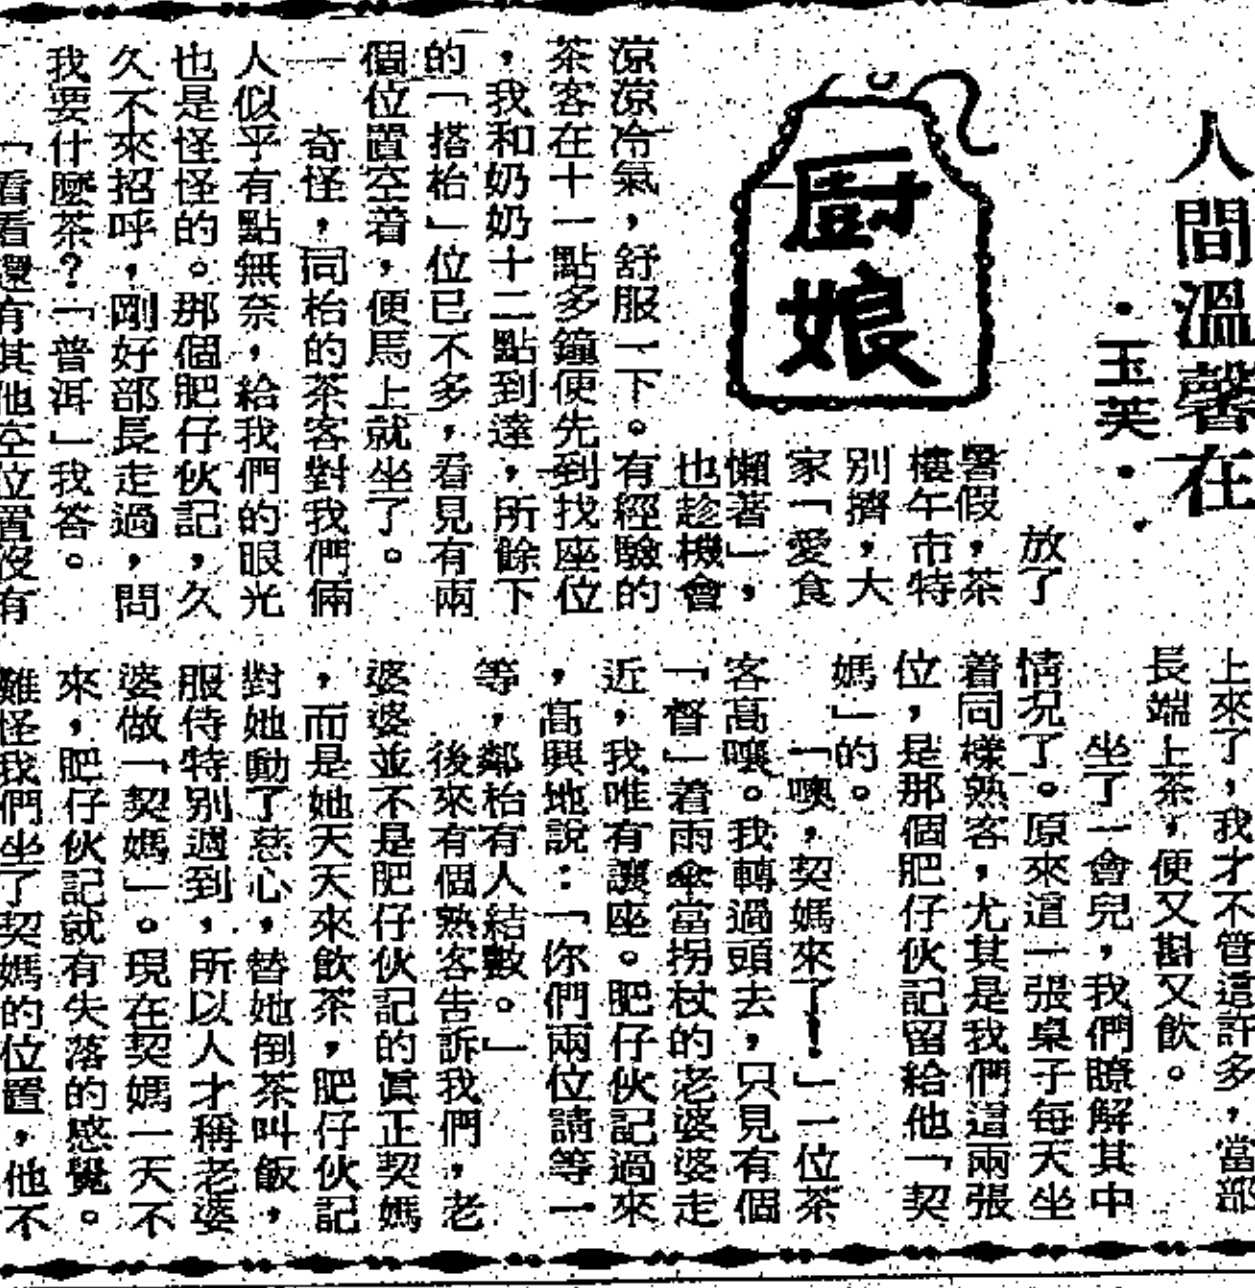 人間溫馨在
·玉芙·
廚娘
放了
暑假，茶
樓午市特
別擠，大
家「愛食
懶著」，
也趁機會
涼涼冷氣，舒服一下。有經驗的
茶客在十一點多鐘便先到找座位
，我和奶奶十二點到達，所餘下
的「搭枱」位已不多，看見有兩
個位置空着，便馬上就坐了。
奇怪，同枱的茶客對我們倆
人似乎有點無奈，給我們的眼光
也是怪怪的。那個肥仔伙記，久
久不來招呼，剛好部長走過，問
我要什麼茶？「普洱」我答。
「看看還有其他空位置沒有
上來了，我才不管這許多，當部
長端上茶，便又斟又飲。
坐了一會兒，我們瞭解其中
情況了。原來這一張桌子每天坐
着同樣熟客，尤其是我們這兩張
位，是那個肥仔伙記留給他「契
媽」的。
「噢，契媽來了！」一位茶
客高嚷。我轉過頭去，只見有個
「督」着雨傘當拐杖的老婆婆走
近，我唯有讓座。肥仔伙記過來
，高興地說：「你們兩位請等一
等，鄰枱有人結數。」
後來有個熟客告訴我們，老
婆婆並不是肥仔伙記的真正契媽
，而是她天天來飲茶，肥仔伙記
對她動了慈心，替她倒茶叫飯，
服侍特別週到，所以人才稱老婆
婆做「契媽」。現在契媽一天不
來，肥仔伙記就有失落的感覺。
難怪我們坐了契媽的位置，他不